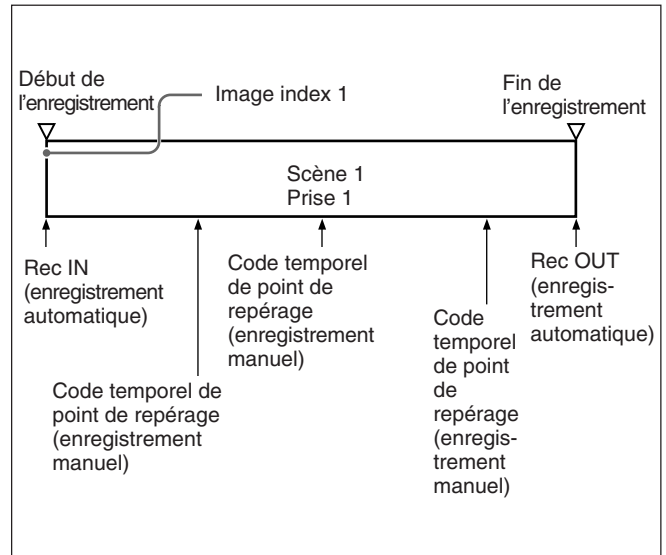 Début de
l'enregistrement
Image index 1
Fin de
l'enregistrement
Scène 1
Prise 1
Rec IN
(enregistrement
automatique)
Code temporel de
point de repérage
(enregistrement
manuel)
Code temporel
de point de
repérage
(enregistrement
manuel)
Code
temporel
de point
de
repérage
(enregis-
trement
manuel)
Rec OUT
(enregis-
trement
automatique)